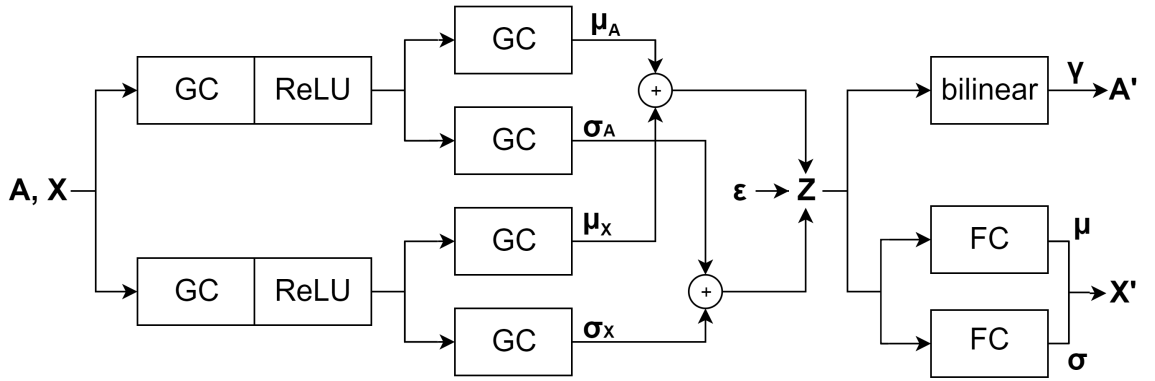 A, X
GC ReLU
GC ReLU
GC
GC
GC
GC
μA
σA
μX
σX
+
+
ε
Z
bilinear
γ
A'
FC
FC
μ
σ
X'